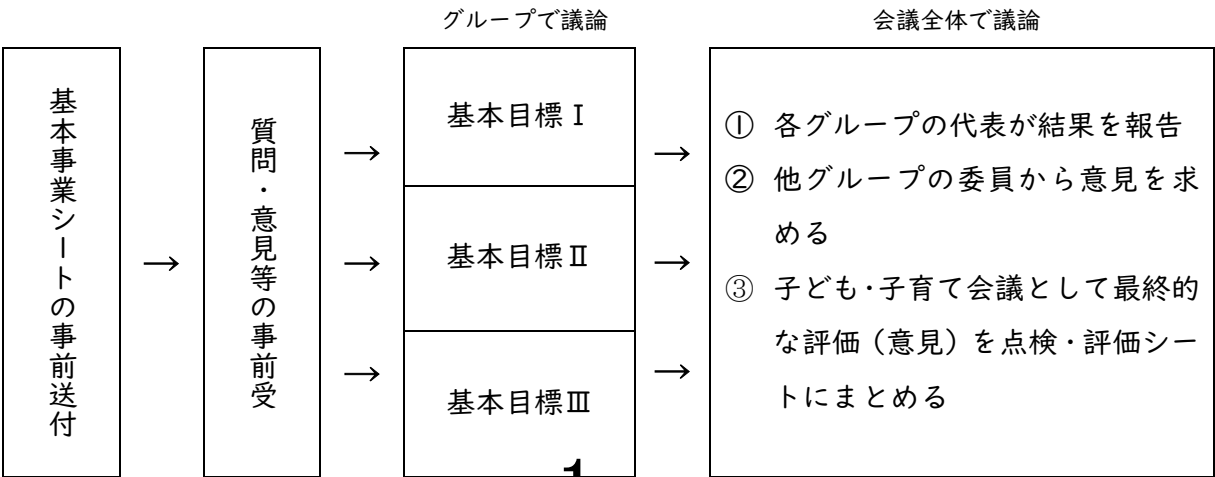 グループで議論
会議全体で議論
基本事業シートの事前送付
→
質問・意見等の事前受
→
→
→
基本目標Ⅰ
基本目標Ⅱ
基本目標Ⅲ
→
→
→
① 各グループの代表が結果を報告
② 他グループの委員から意見を求
める
③ 子ども・子育て会議として最終的
な評価（意見）を点検・評価シー
トにまとめる